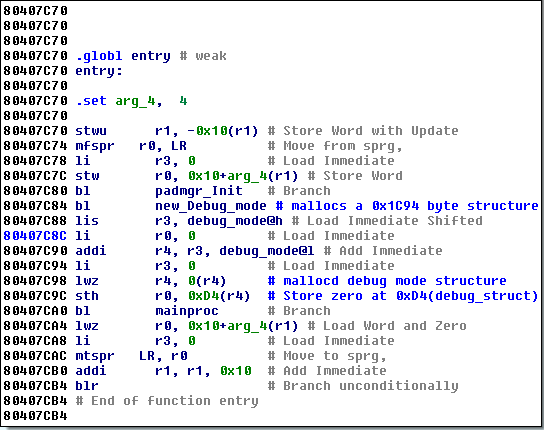 80407C70
80407C70
80407C70
80407C70 .globl entry # weak
80407C70 entry:
80407C70
80407C70 .set arg_4,  4
80407C70
80407C70 stwu      r1, -0x10(r1) # Store Word with Update
80407C74 mfspr   r0, LR          # Move from sprg,
80407C78 li        r3, 0         # Load Immediate
80407C7C stw       r0, 0x10+arg_4(r1) # Store Word
80407C80 bl        padmgr_Init   # Branch
80407C84 bl        new_Debug_mode # mallocs a 0x1C94 byte structure
80407C88 lis       r3, debug_mode@h # Load Immediate Shifted
80407C8C li        r0, 0         # Load Immediate
80407C90 addi      r4, r3, debug_mode@l # Add Immediate
80407C94 li        r3, 0         # Load Immediate
80407C98 lwz       r4, 0(r4)     # mallocd debug mode structure
80407C9C sth       r0, 0xD4(r4)  # Store zero at 0xD4(debug_struct)
80407CA0 bl        mainproc      # Branch
80407CA4 lwz       r0, 0x10+arg_4(r1) # Load Word and Zero
80407CA8 li        r3, 0         # Load Immediate
80407CAC mtspr   LR, r0          # Move to sprg,
80407CB0 addi      r1, r1, 0x10  # Add Immediate
80407CB4 blr                     # Branch unconditionally
80407CB4 # End of function entry
80407CB4